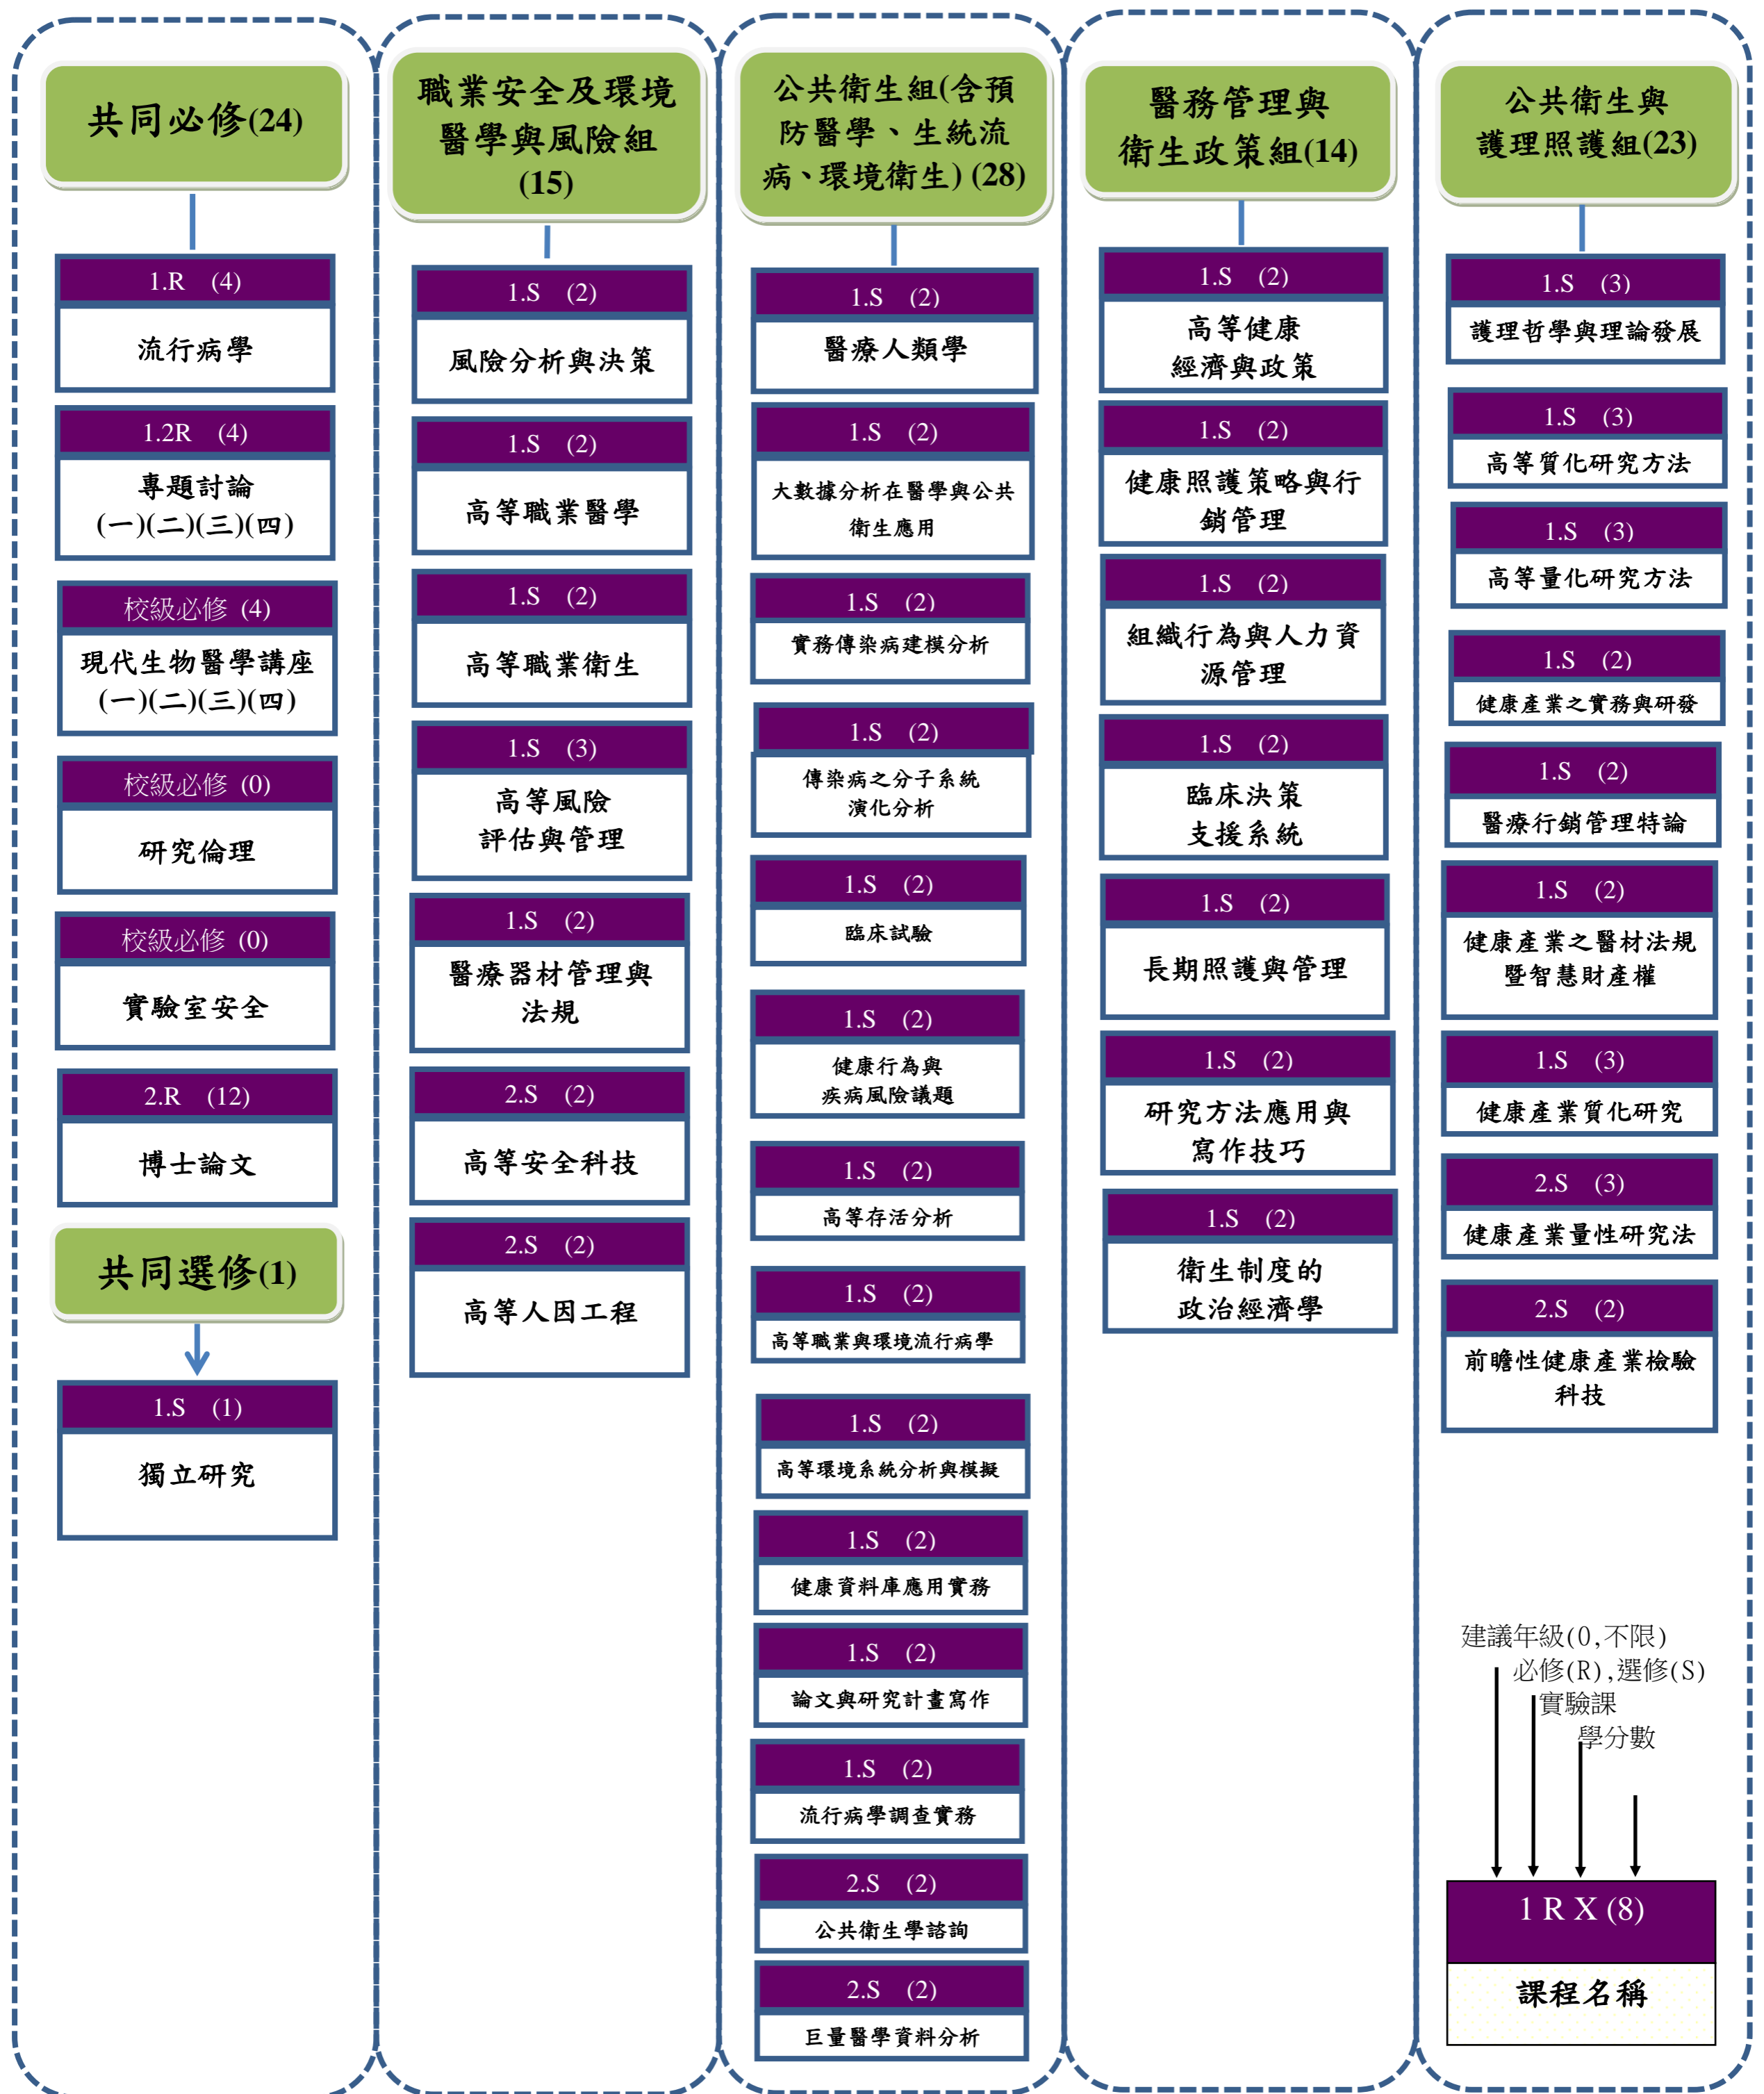 共同必修(24)
1.R (4)
流行病學
1.2R (4)
專題討論
(一)(二)(三)(四)
校級必修 (4)
現代生物醫學講座
(一)(二)(三)(四)
校級必修 (0)
研究倫理
校級必修 (0)
實驗室安全
2.R (12)
博士論文
共同選修(1)
1.S (1)
獨立研究
職業安全及環境
醫學與風險組
(15)
1.S (2)
風險分析與決策
1.S (2)
高等職業醫學
1.S (2)
高等職業衛生
1.S (3)
高等風險
評估與管理
1.S (2)
醫療器材管理與
法規
2.S (2)
高等安全科技
2.S (2)
高等人因工程
公共衛生組(含預
防醫學、生統流
病、環境衛生) (28)
1.S (2)
醫療人類學
1.S (2)
大數據分析在醫學與公共
衛生應用
1.S (2)
實務傳染病建模分析
1.S (2)
傳染病之分子系統
演化分析
1.S (2)
臨床試驗
1.S (2)
健康行為與
疾病風險議題
1.S (2)
高等存活分析
1.S (2)
高等職業與環境流行病學
1.S (2)
高等環境系統分析與模擬
1.S (2)
健康資料庫應用實務
1.S (2)
論文與研究計畫寫作
1.S (2)
流行病學調查實務
2.S (2)
公共衛生學諮詢
2.S (2)
巨量醫學資料分析
醫務管理與
衛生政策組(14)
1.S (2)
高等健康
經濟與政策
1.S (2)
健康照護策略與行
銷管理
1.S (2)
組織行為與人力資
源管理
1.S (2)
臨床決策
支援系統
1.S (2)
長期照護與管理
1.S (2)
研究方法應用與
寫作技巧
1.S (2)
衛生制度的
政治經濟學
公共衛生與
護理照護組(23)
1.S (3)
護理哲學與理論發展
1.S (3)
高等質化研究方法
1.S (3)
高等量化研究方法
1.S (2)
健康產業之實務與研發
1.S (2)
醫療行銷管理特論
1.S (2)
健康產業之醫材法規
暨智慧財產權
1.S (3)
健康產業質化研究
2.S (3)
健康產業量性研究法
2.S (2)
前瞻性健康產業檢驗
科技
建議年級(0,不限)
必修(R),選修(S)
實驗課
學分數
1 R X (8)
課程名稱